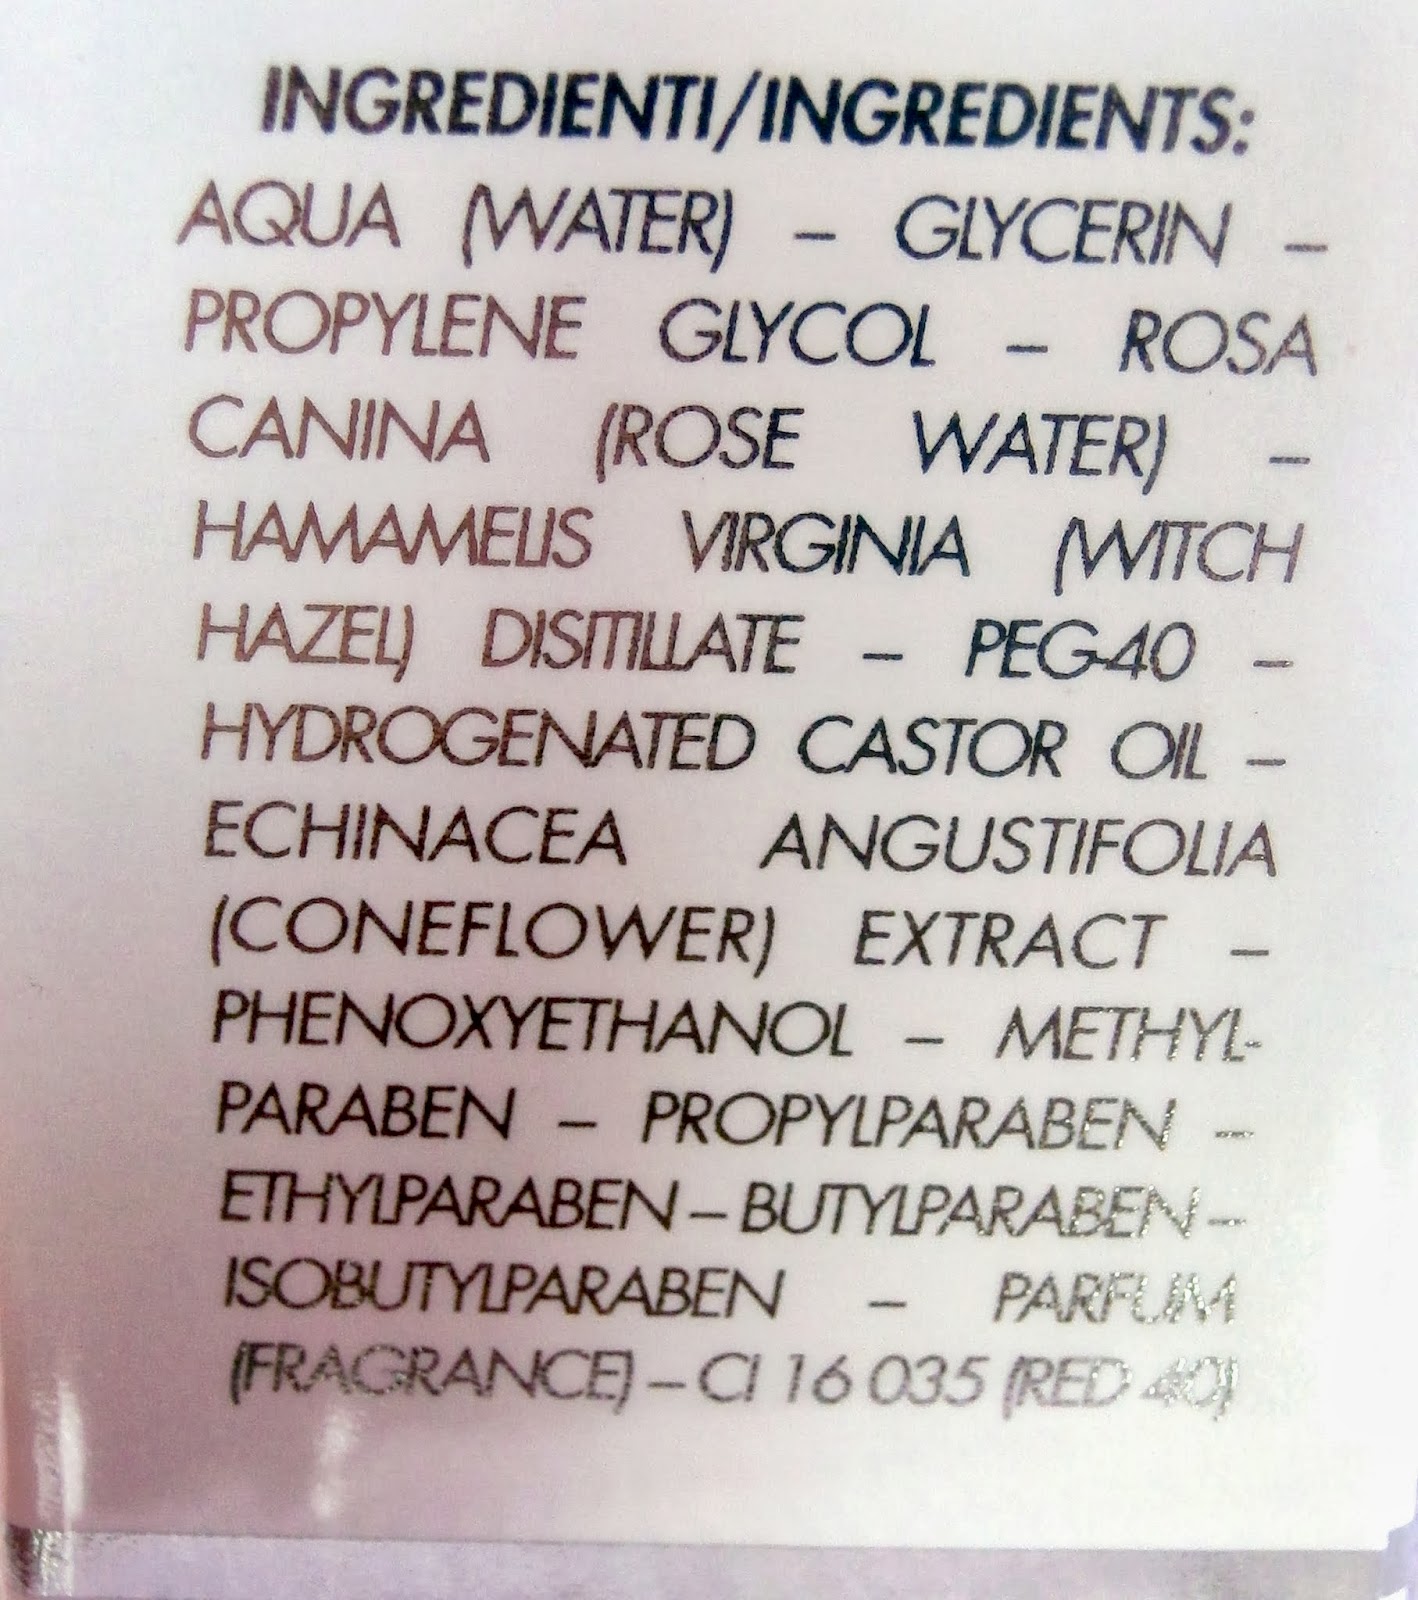 INGREDIENTI/INGREDIENTS:
AQUA (WATER) – GLYCERIN –
PROPYLENE GLYCOL – ROSA
CANINA (ROSE WATER) –
HAMAMELIS VIRGINIA (WITCH
HAZEL) DISITILLATE – PEG-40 –
HYDROGENATED CASTOR OIL –
ECHINACEA ANGUSTIFOLIA
(CONEFLOWER) EXTRACT –
PHENOXYETHANOL – METHYL-
PARABEN – PROPYLPARABEN –
ETHYLPARABEN – BUTYLPARABEN –
ISOBUTYLPARABEN – PARFUM
(FRAGRANCE) – CI 16 035 (RED 40)